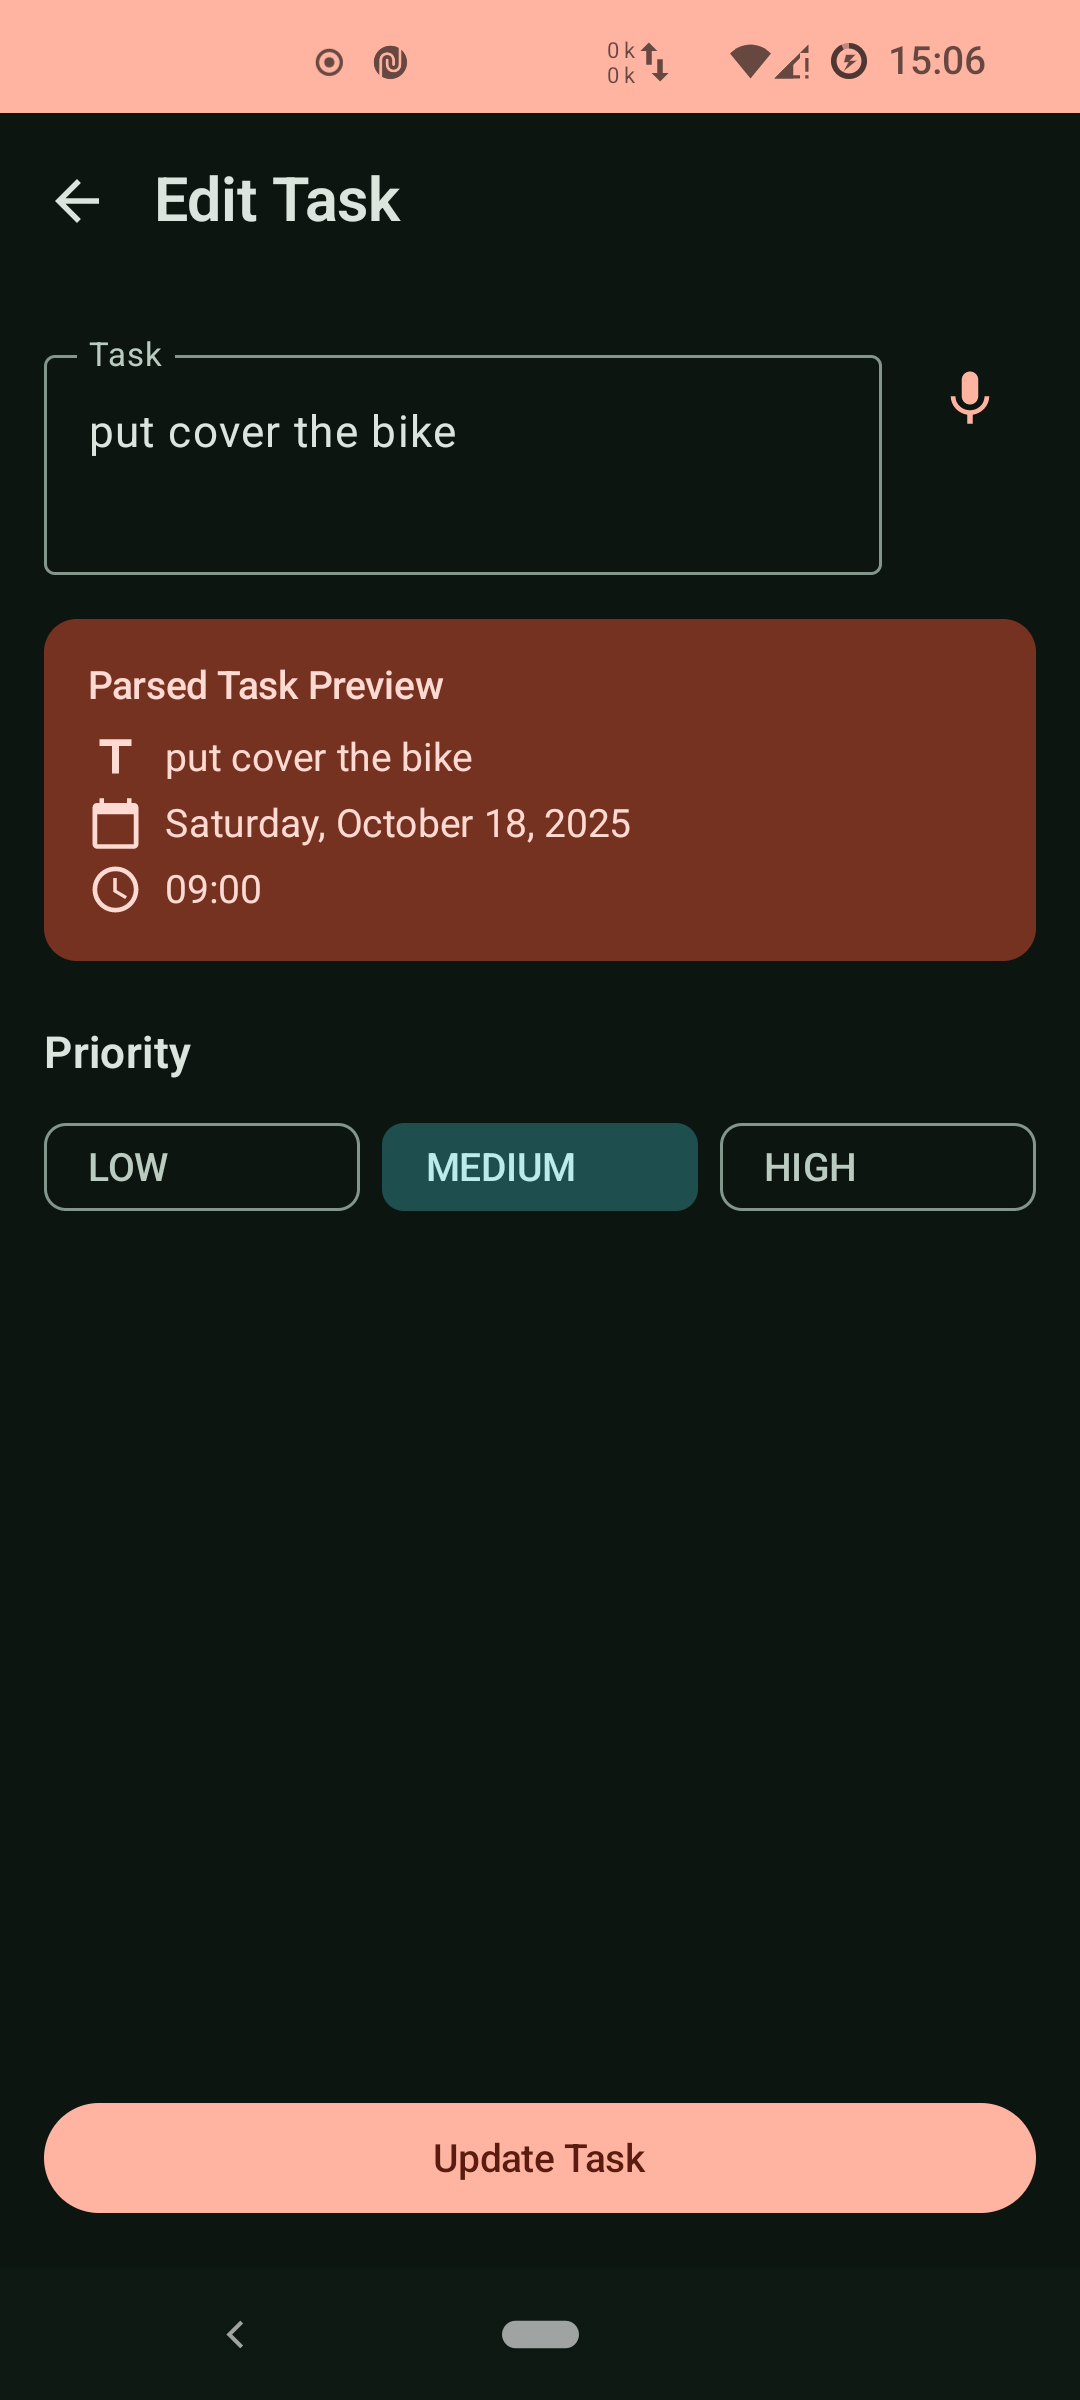 0 k
0 k
15:06
Edit Task
Task
put cover the bike
Parsed Task Preview
put cover the bike
Saturday, October 18, 2025
09:00
Priority
LOW
MEDIUM
HIGH
Update Task